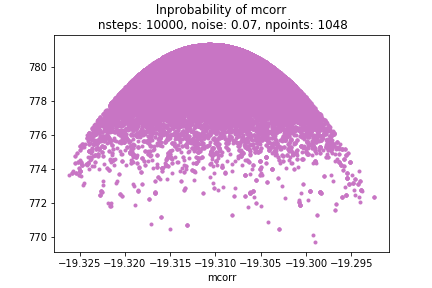 lnprobability of mcorr
nsteps: 10000, noise: 0.07, npoints: 1048
780
778
776
774
772
770
−19.325 −19.320 −19.315 −19.310 −19.305 −19.300 −19.295
mcorr